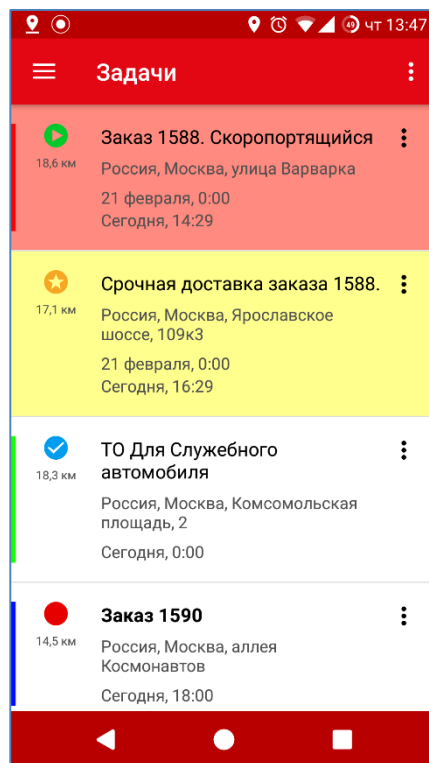 49 чт 13:47
Задачи
Заказ 1588. Скоропортящийся
18,6 км
Россия, Москва, улица Варварка
21 февраля, 0:00
Сегодня, 14:29
Срочная доставка заказа 1588.
17,1 км
Россия, Москва, Ярославское
шоссе, 109к3
21 февраля, 0:00
Сегодня, 16:29
ТО Для Служебного
автомобиля
18,3 км
Россия, Москва, Комсомольская
площадь, 2
Сегодня, 0:00
Заказ 1590
14,5 км
Россия, Москва, аллея
Космонавтов
Сегодня, 18:00